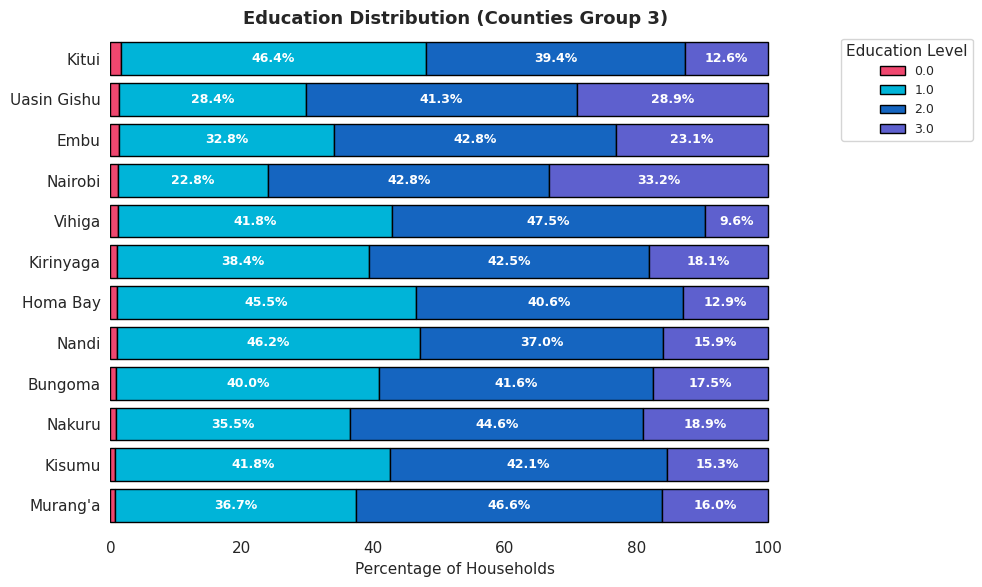 Education Distribution (Counties Group 3)
Education Level
0.0
1.0
2.0
3.0
Kitui 46.4% 39.4% 12.6%
Uasin Gishu 28.4% 41.3% 28.9%
Embu 32.8% 42.8% 23.1%
Nairobi 22.8% 42.8% 33.2%
Vihiga 41.8% 47.5% 9.6%
Kirinyaga 38.4% 42.5% 18.1%
Homa Bay 45.5% 40.6% 12.9%
Nandi 46.2% 37.0% 15.9%
Bungoma 40.0% 41.6% 17.5%
Nakuru 35.5% 44.6% 18.9%
Kisumu 41.8% 42.1% 15.3%
Murang'a 36.7% 46.6% 16.0%
0 20 40 60 80 100
Percentage of Households